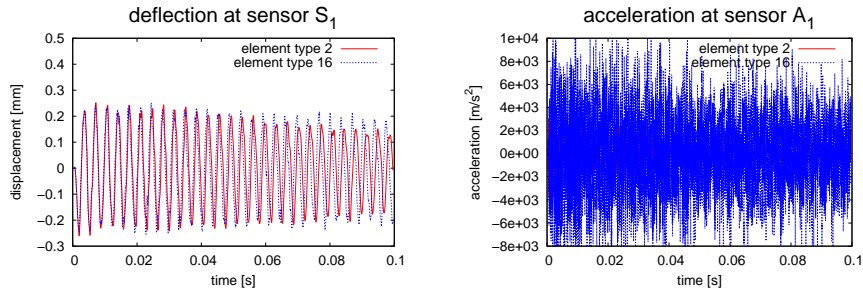 deflection at sensor S1
0.5
0.4
0.3
0.2
0.1
0
−0.1
−0.2
−0.3
displacement [mm]
element type 2
element type 16
0 0.02 0.04 0.06 0.08 0.1
time [s]
acceleration at sensor A1
1e+04
8e+03
6e+03
4e+03
2e+03
0e+00
−2e+03
−4e+03
−6e+03
−8e+03
acceleration [m/s²]
element type 2
element type 16
0 0.02 0.04 0.06 0.08 0.1
time [s]